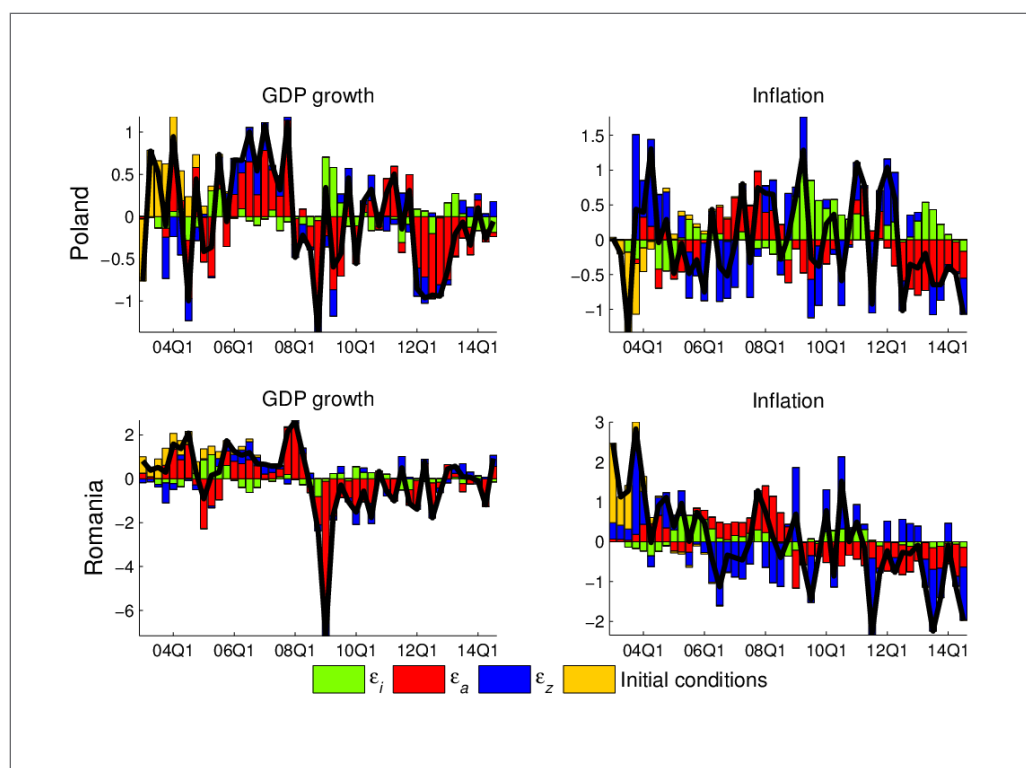 GDP growth
Inflation
Poland
1
0.5
0
−0.5
−1
04Q1 06Q1 08Q1 10Q1 12Q1 14Q1
1.5
1
0.5
0
−0.5
−1
04Q1 06Q1 08Q1 10Q1 12Q1 14Q1
GDP growth
Inflation
Romania
2
0
−2
−4
−6
04Q1 06Q1 08Q1 10Q1 12Q1 14Q1
3
2
1
0
−1
−2
04Q1 06Q1 08Q1 10Q1 12Q1 14Q1
εi εa εz Initial conditions